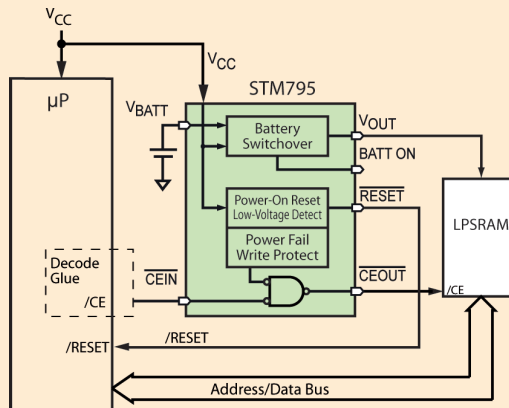 VCC
VCC
STM795
µP
VBATT
Battery
Switchover
VOUT
BATT ON
Power-On Reset
Low-Voltage Detect
RESET
LPSRAM
Power Fail
Write Protect
Decode
Glue
/CE
CEIN
CEOUT
/CE
/RESET
/RESET
Address/Data Bus